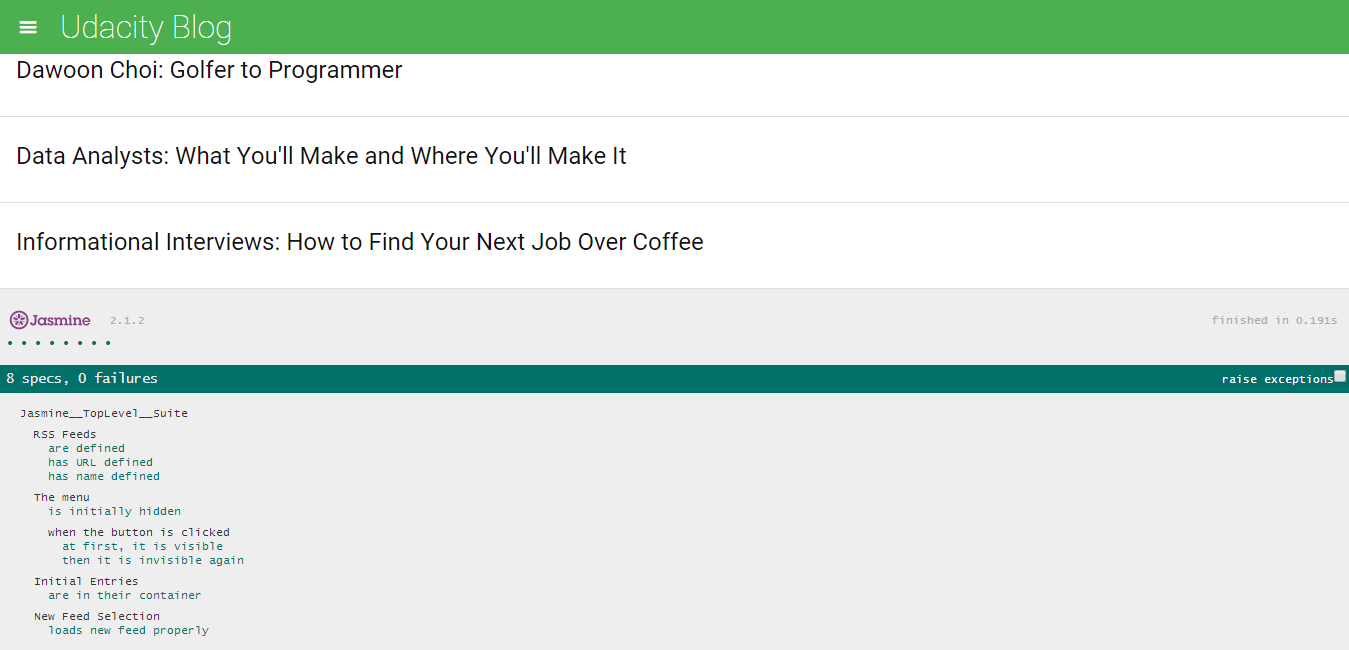 Udacity Blog
Dawoon Choi: Golfer to Programmer
Data Analysts: What You'll Make and Where You'll Make It
Informational Interviews: How to Find Your Next Job Over Coffee
Jasmine 2.1.2 finished in 0.191s
8 specs, 0 failures raise exceptions
Jasmine__TopLevel__Suite
RSS Feeds
are defined
has URL defined
has name defined
The menu
is initially hidden
when the button is clicked
at first, it is visible
then it is invisible again
Initial Entries
are in their container
New Feed Selection
loads new feed properly